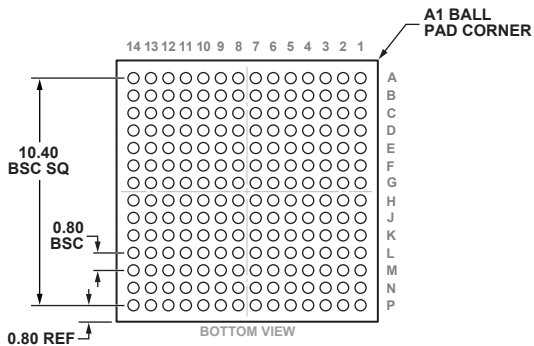 A1 BALL
PAD CORNER
14 13 12 11 10 9 8 7 6 5 4 3 2 1
A
B
C
D
E
F
G
H
J
K
L
M
N
P
10.40
BSC SQ
0.80
BSC
0.80 REF
BOTTOM VIEW